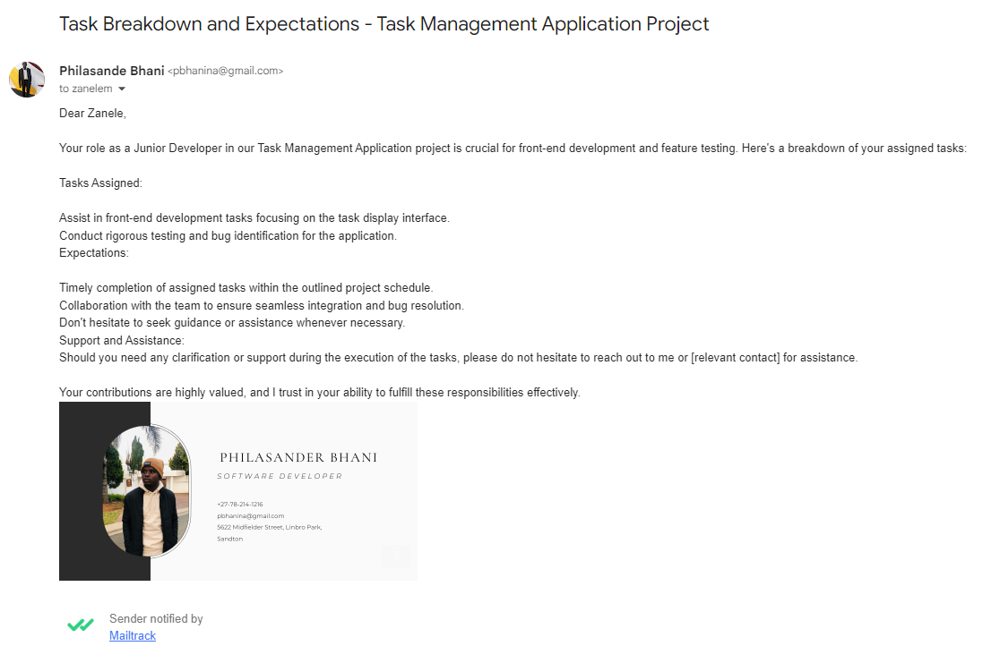 Task Breakdown and Expectations - Task Management Application Project
Philasande Bhani <pbhanina@gmail.com>
to zanelem
Dear Zanele,
Your role as a Junior Developer in our Task Management Application project is crucial for front-end development and feature testing. Here's a breakdown of your assigned tasks:
Tasks Assigned:
Assist in front-end development tasks focusing on the task display interface.
Conduct rigorous testing and bug identification for the application.
Expectations:
Timely completion of assigned tasks within the outlined project schedule.
Collaboration with the team to ensure seamless integration and bug resolution.
Don't hesitate to seek guidance or assistance whenever necessary.
Support and Assistance:
Should you need any clarification or support during the execution of the tasks, please do not hesitate to reach out to me or [relevant contact] for assistance.
Your contributions are highly valued, and I trust in your ability to fulfill these responsibilities effectively.
PHILASANDER BHANI
SOFTWARE DEVELOPER
+27-78-214-1216
pbhanina@gmail.com
5622 Midfielder Street, Linbro Park,
Sandton
Sender notified by
Mailtrack